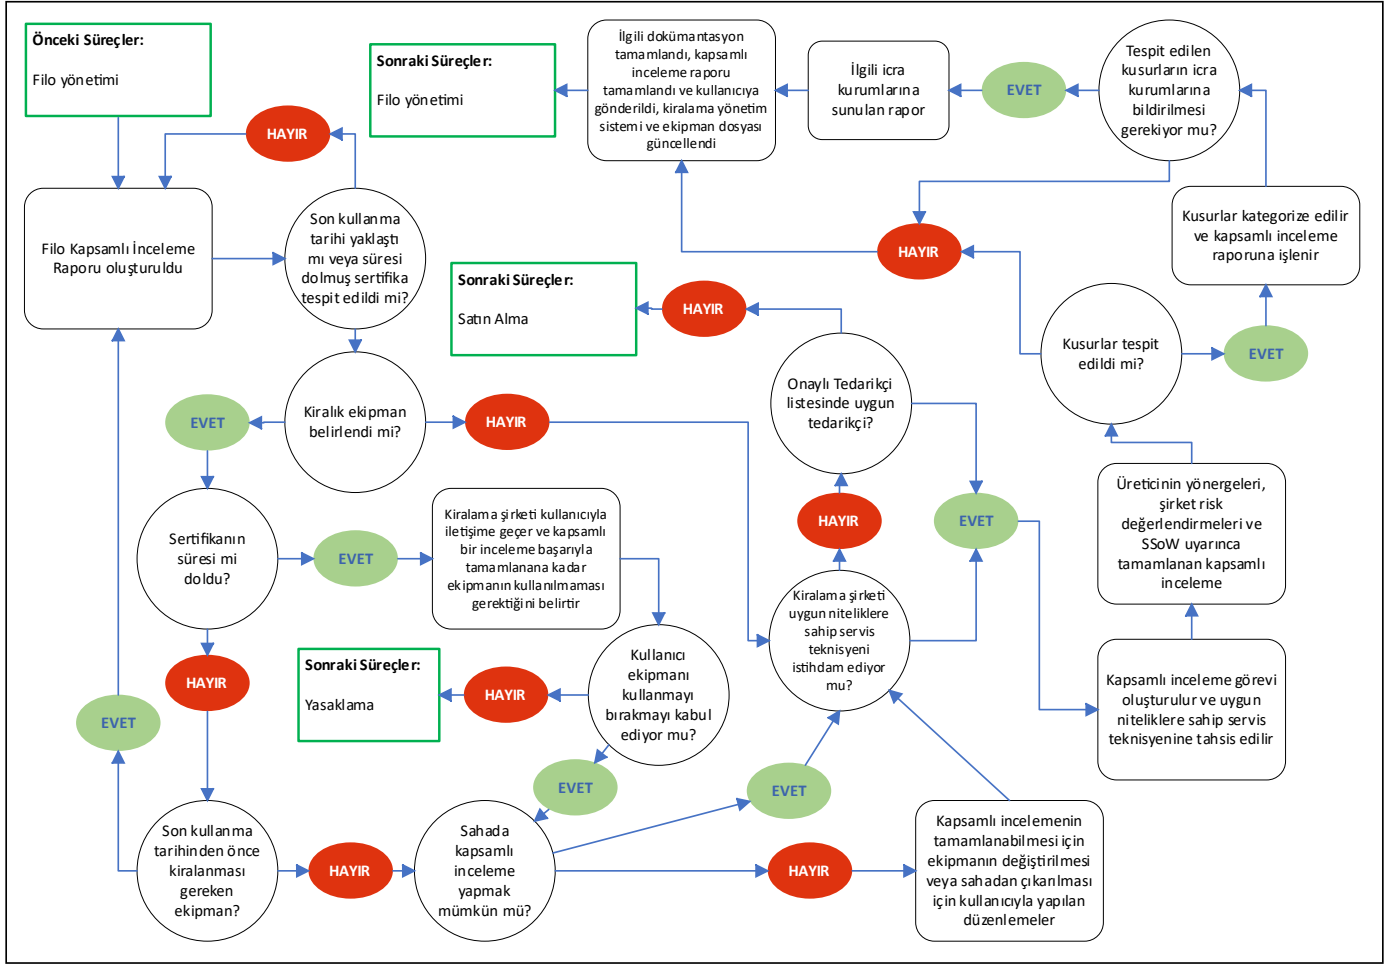 Önceki Süreçler:
Filo yönetimi
HAYIR
Filo Kapsamlı İnceleme
Raporu oluşturuldu
Son kullanma
tarihi yaklaştı
mı veya süresi
dolmuş sertifika
tespit edildi mi?
Sonraki Süreçler:
Filo yönetimi
İlgili dokümantasyon
tamamlandı, kapsamlı
inceleme raporu
tamamlandı ve kullanıcıya
gönderildi, kiralama yönetim
sistemi ve ekipman dosyası
güncellendi
İlgili icra
kurumlarına
sunulan rapor
EVET
Tespit edilen
kusurların icra
kurumlarına
bildirilmesi
gerekiyor mu?
HAYIR
Kusurlar kategorize edilir
ve kapsamlı inceleme
raporuna işlenir
EVET
Kusurlar tespit
edildi mi?
Sonraki Süreçler:
Satın Alma
HAYIR
Onaylı Tedarikçi
listesinde uygun
tedarikçi?
Kiralık ekipman
belirlendi mi?
EVET
HAYIR
Sertifikanın
süresi mi
doldu?
EVET
Kiralama şirketi kullanıcıyla
iletişime geçer ve kapsamlı
bir inceleme başarıyla
tamamlanana kadar
ekipmanın kullanılmaması
gerektiğini belirtir
HAYIR
EVET
Üreticinin yönergeleri,
şirket risk
değerlendirmeleri ve
SSoW uyarınca
tamamlanan kapsamlı
inceleme
Kiralama şirketi
uygun niteliklere
sahip servis
teknisyeni
istihdam ediyor
mu?
HAYIR
Sonraki Süreçler:
Yasaklama
HAYIR
Kullanıcı
ekipmanı
kullanmayı
bırakmayı kabul
ediyor mu?
Kapsamlı inceleme görevi
oluşturulur ve uygun
niteliklere sahip servis
teknisyenine tahsis edilir
EVET
EVET
EVET
Son kullanma
tarihinden önce
kiralanması
gereken
ekipman?
HAYIR
Sahada
kapsamlı
inceleme
yapmak
mümkün mü?
HAYIR
Kapsamlı incelemenin
tamamlanabilmesi için
ekipmanın değiştirilmesi
veya sahadan çıkarılması
için kullanıcıyla yapılan
düzenlemeler